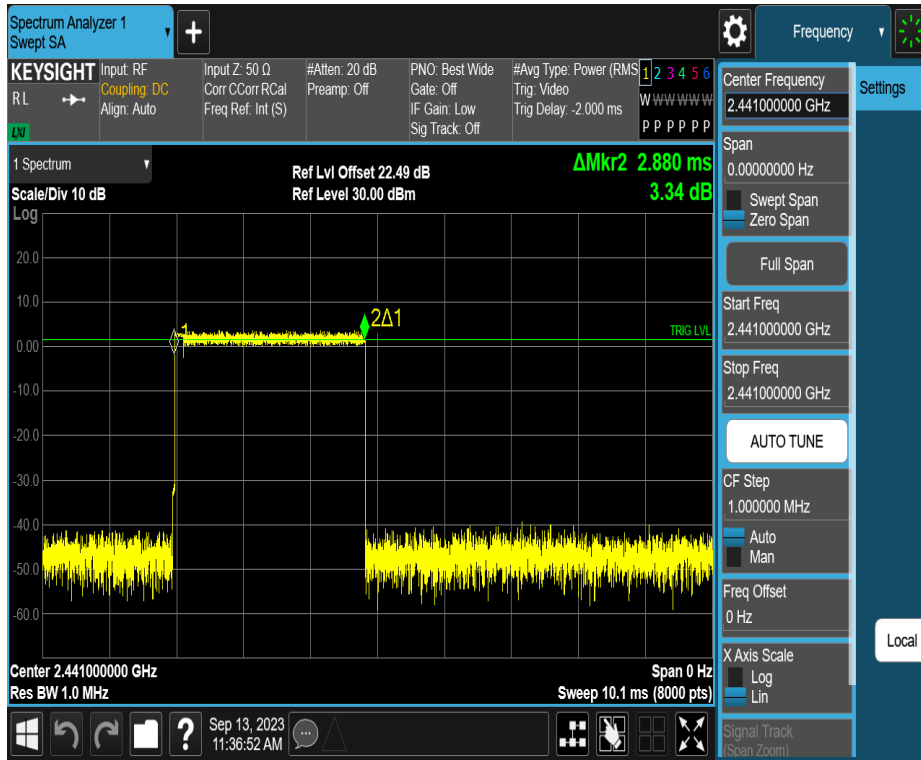 Spectrum Analyzer 1
Swept SA
+
Frequency
KEYSIGHT
R L
LXI
Input: RF
Coupling: DC
Align: Auto
Input Z: 50 Ω
Corr CCorr RCal
Freq Ref: Int (S)
#Atten: 20 dB
Preamp: Off
PNO: Best Wide
Gate: Off
IF Gain: Low
Sig Track: Off
#Avg Type: Power (RMS
Trig: Video
Trig Delay: -2.000 ms
1 2 3 4 5 6
W W W W W W
P P P P P P
1 Spectrum
Scale/Div 10 dB
Log
Ref Lvl Offset 22.49 dB
Ref Level 30.00 dBm
ΔMkr2 2.880 ms
3.34 dB
20.0
10.0
0.00
-10.0
-20.0
-30.0
-40.0
-50.0
-60.0
1
2Δ1
TRIG LVL
Center 2.441000000 GHz
Res BW 1.0 MHz
Span 0 Hz
Sweep 10.1 ms (8000 pts)
Center Frequency
2.441000000 GHz
Span
0.00000000 Hz
Swept Span
Zero Span
Full Span
Start Freq
2.441000000 GHz
Stop Freq
2.441000000 GHz
AUTO TUNE
CF Step
1.000000 MHz
Auto
Man
Freq Offset
0 Hz
X Axis Scale
Log
Lin
Signal Track
(Span Zoom)
Settings
Local
?
Sep 13, 2023
11:36:52 AM